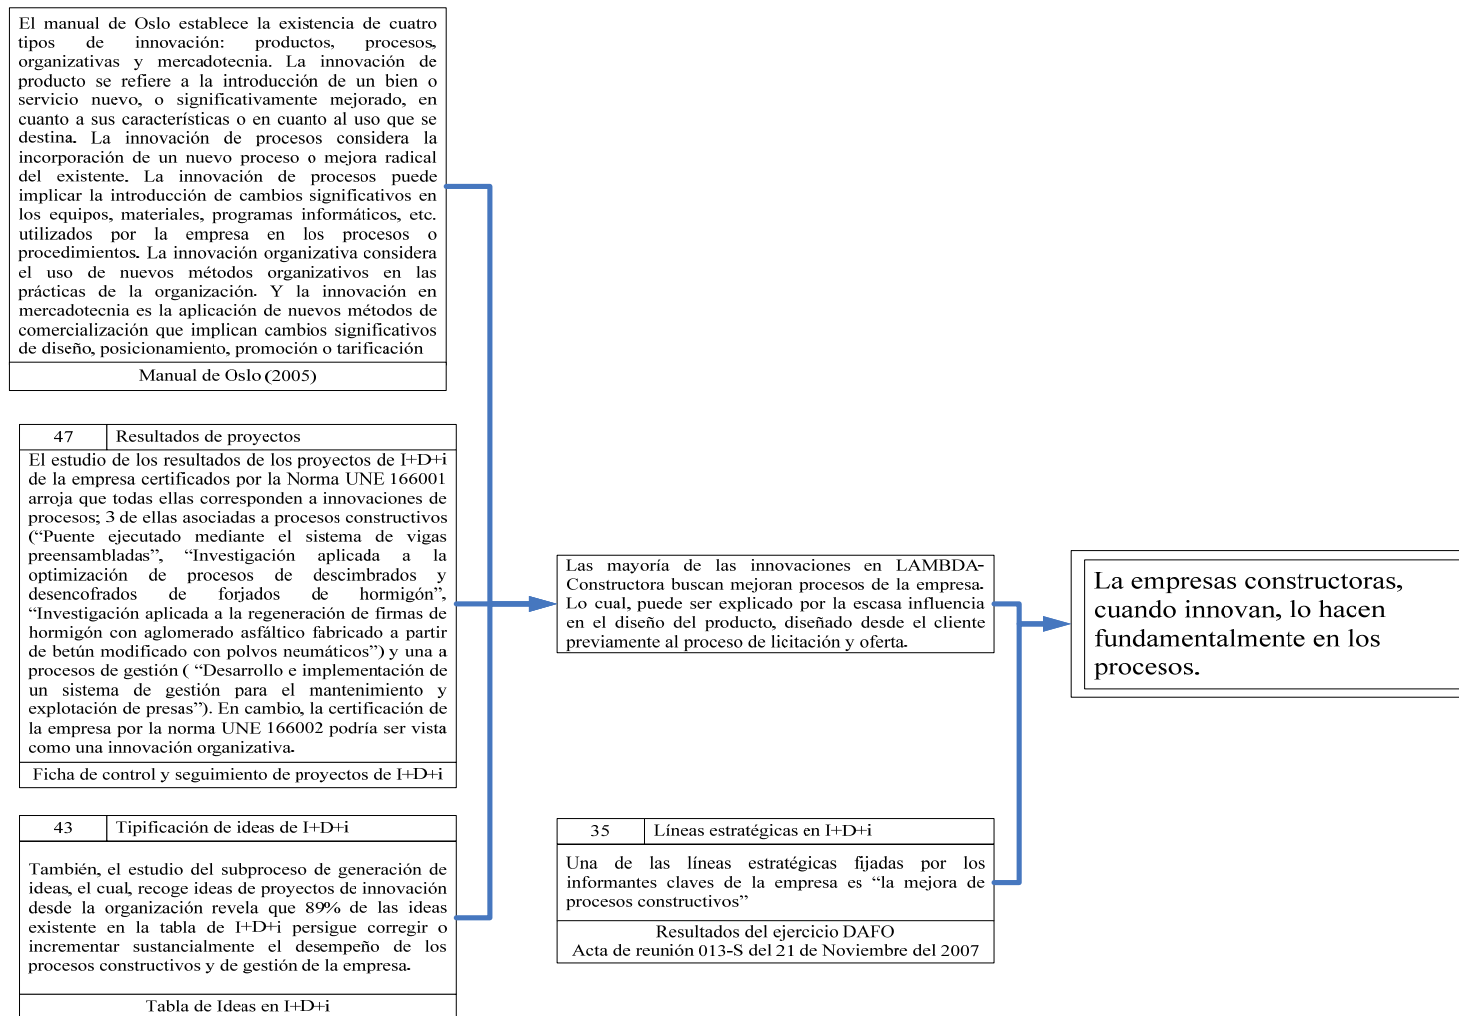 El manual de Oslo establece la existencia de cuatro
tipos de innovación: productos, procesos,
organizativas y mercadotecnia. La innovación de
producto se refiere a la introducción de un bien o
servicio nuevo, o significativamente mejorado, en
cuanto a sus características o en cuanto al uso que se
destina. La innovación de procesos considera la
incorporación de un nuevo proceso o mejora radical
del existente. La innovación de procesos puede
implicar la introducción de cambios significativos en
los equipos, materiales, programas informáticos, etc.
utilizados por la empresa en los procesos o
procedimientos. La innovación organizativa considera
el uso de nuevos métodos organizativos en las
prácticas de la organización. Y la innovación en
mercadotecnia es la aplicación de nuevos métodos de
comercialización que implican cambios significativos
de diseño, posicionamiento, promoción o tarificación
Manual de Oslo (2005)
47 Resultados de proyectos
El estudio de los resultados de los proyectos de I+D+i
de la empresa certificados por la Norma UNE 166001
arroja que todas ellas corresponden a innovaciones de
procesos; 3 de ellas asociadas a procesos constructivos
(“Puente ejecutado mediante el sistema de vigas
preensambladas”, “Investigación aplicada a la
optimización de procesos de descimbrados y
desencofrados de forjados de hormigón”,
“Investigación aplicada a la regeneración de firmas de
hormigón con aglomerado asfáltico fabricado a partir
de betún modificado con polvos neumáticos”) y una a
procesos de gestión ( “Desarrollo e implementación de
un sistema de gestión para el mantenimiento y
explotación de presas”). En cambio, la certificación de
la empresa por la norma UNE 166002 podría ser vista
como una innovación organizativa.
Ficha de control y seguimiento de proyectos de I+D+i
43 Tipificación de ideas de I+D+i
También, el estudio del subproceso de generación de
ideas, el cual, recoge ideas de proyectos de innovación
desde la organización revela que 89% de las ideas
existente en la tabla de I+D+i persigue corregir o
incrementar sustancialmente el desempeño de los
procesos constructivos y de gestión de la empresa.
Tabla de Ideas en I+D+i
Las mayoría de las innovaciones en LAMBDA-
Constructora buscan mejoran procesos de la empresa.
Lo cual, puede ser explicado por la escasa influencia
en el diseño del producto, diseñado desde el cliente
previamente al proceso de licitación y oferta.
35 Líneas estratégicas en I+D+i
Una de las líneas estratégicas fijadas por los
informantes claves de la empresa es “la mejora de
procesos constructivos”
Resultados del ejercicio DAFO
Acta de reunión 013-S del 21 de Noviembre del 2007
La empresas constructoras,
cuando innovan, lo hacen
fundamentalmente en los
procesos.